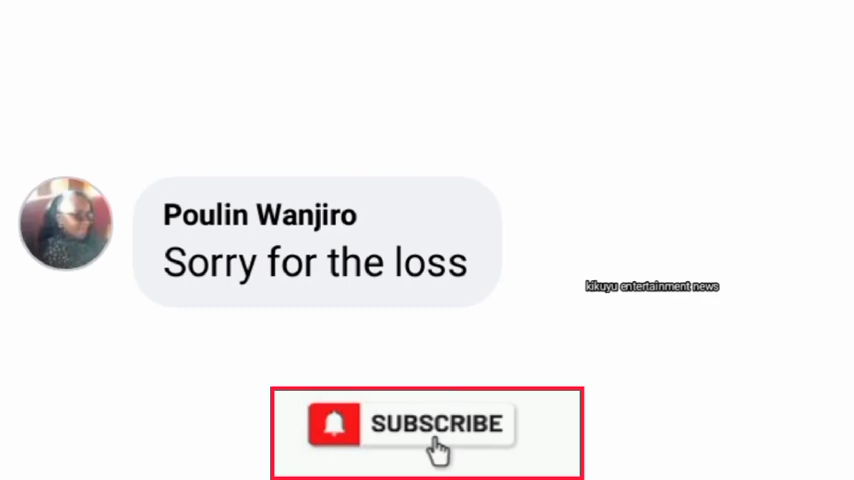 Poulin Wanjiro
Sorry for the loss
kikuyu entertainment news
SUBSCRIBE